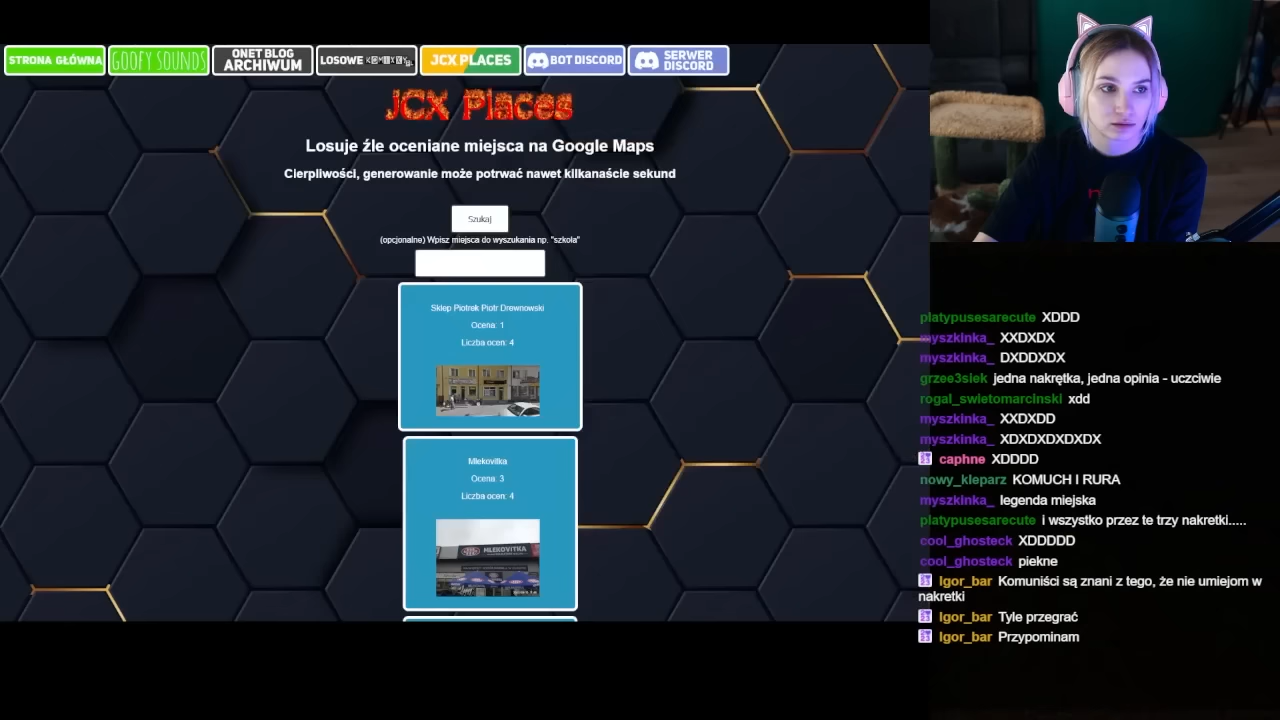 STRONA GŁÓWNA
GOOFY SOUNDS
ONET BLOG
ARCHIWUM
LOSOWE
JCX PLACES
BOT DISCORD
SERWER
DISCORD
JCX Places
Losuje źle oceniane miejsca na Google Maps
Cierpliwości, generowanie może potrwać nawet kilkanaście sekund
Szukaj
(opcjonalne) Wpisz miejsca do wyszukania np. "szkoła"
Sklep Piotrek Piotr Drewnowski
Ocena: 1
Liczba ocen: 4
Mlekovitka
Ocena: 3
Liczba ocen: 4
MLEKOVITKA
platypusesarecute XDDD
myszkinka_ XXDXDX
myszkinka_ DXDDXDX
grzee3siek jedna nakrętka, jedna opinia - uczciwie
rogal_swietomarcinski xdd
myszkinka_ XXDXDD
myszkinka_ XDXDXDXDXDX
caphne XDDDD
nowy_kleparz KOMUCH I RURA
myszkinka_ legenda miejska
platypusesarecute i wszystko przez te trzy nakretki.....
cool_ghosteck XDDDDD
cool_ghosteck piekne
Igor_bar Komuniści są znani z tego, że nie umiejom w
nakretki
Igor_bar Tyle przegrać
Igor_bar Przypominam